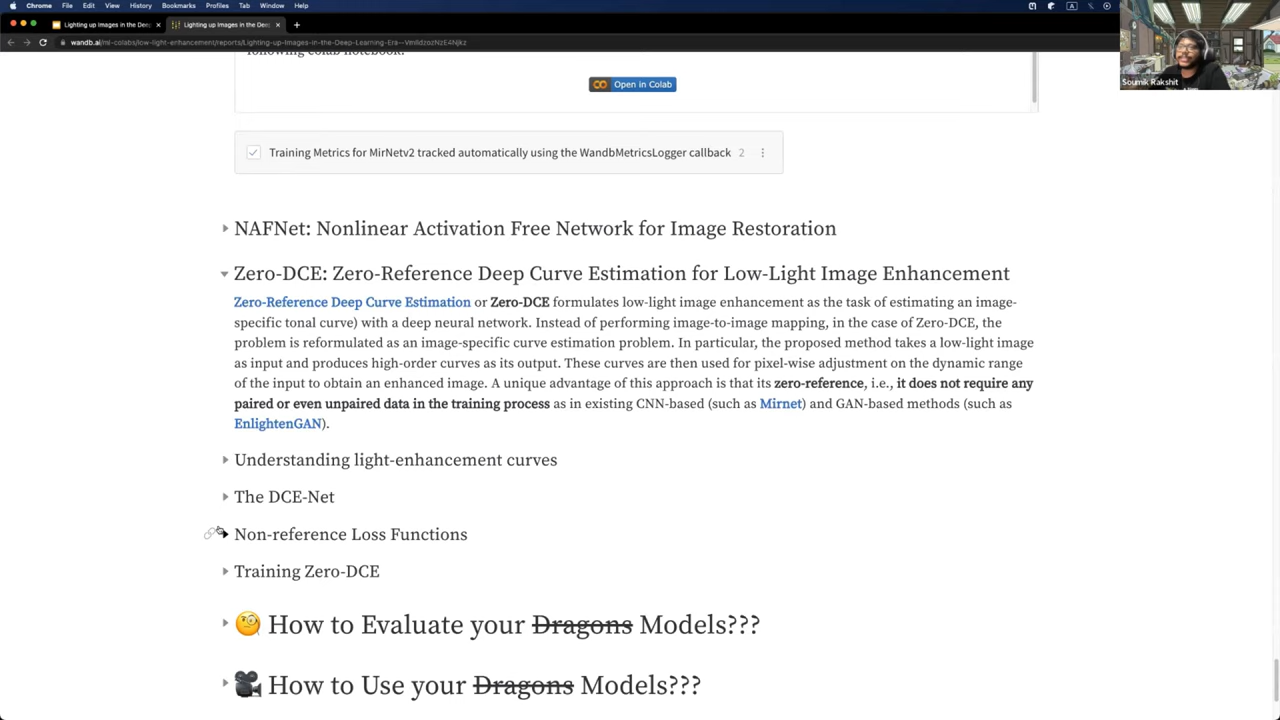 Chrome File Edit View History Bookmarks Profiles Tab Window Help
Lighting up Images in the Deep Lighting up Images in the Deep
wandb.ai/ml-colabs/low-light-enhancement/reports/Lighting-up-Images-in-the-Deep-Learning-Era--VmlldzozNzE4Njkz
Soumik Rakshit
following colab notebook:
Open in Colab
Training Metrics for MirNetv2 tracked automatically using the WandbMetricsLogger callback 2
NAFNet: Nonlinear Activation Free Network for Image Restoration
Zero-DCE: Zero-Reference Deep Curve Estimation for Low-Light Image Enhancement
Zero-Reference Deep Curve Estimation or Zero-DCE formulates low-light image enhancement as the task of estimating an image-
specific tonal curve) with a deep neural network. Instead of performing image-to-image mapping, in the case of Zero-DCE, the
problem is reformulated as an image-specific curve estimation problem. In particular, the proposed method takes a low-light image
as input and produces high-order curves as its output. These curves are then used for pixel-wise adjustment on the dynamic range
of the input to obtain an enhanced image. A unique advantage of this approach is that its zero-reference, i.e., it does not require any
paired or even unpaired data in the training process as in existing CNN-based (such as Mirnet) and GAN-based methods (such as
EnlightenGAN).
Understanding light-enhancement curves
The DCE-Net
Non-reference Loss Functions
Training Zero-DCE
How to Evaluate your Dragons Models???
How to Use your Dragons Models???